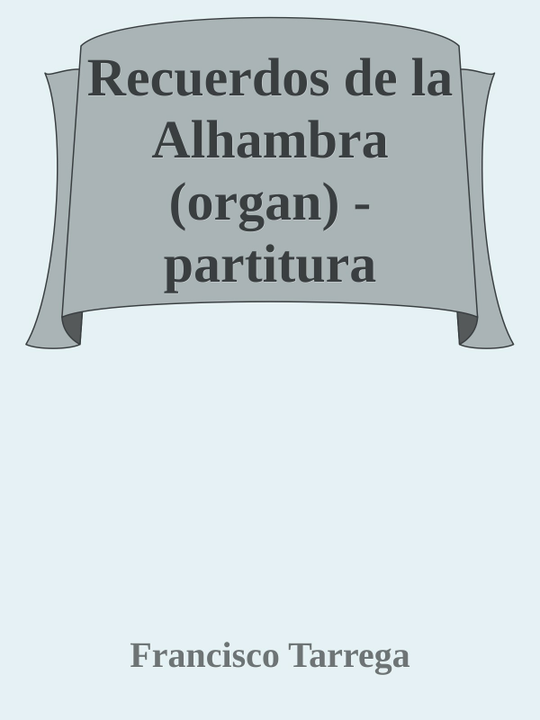 Recuerdos de la
Alhambra
(organ) -
partitura
Francisco Tarrega